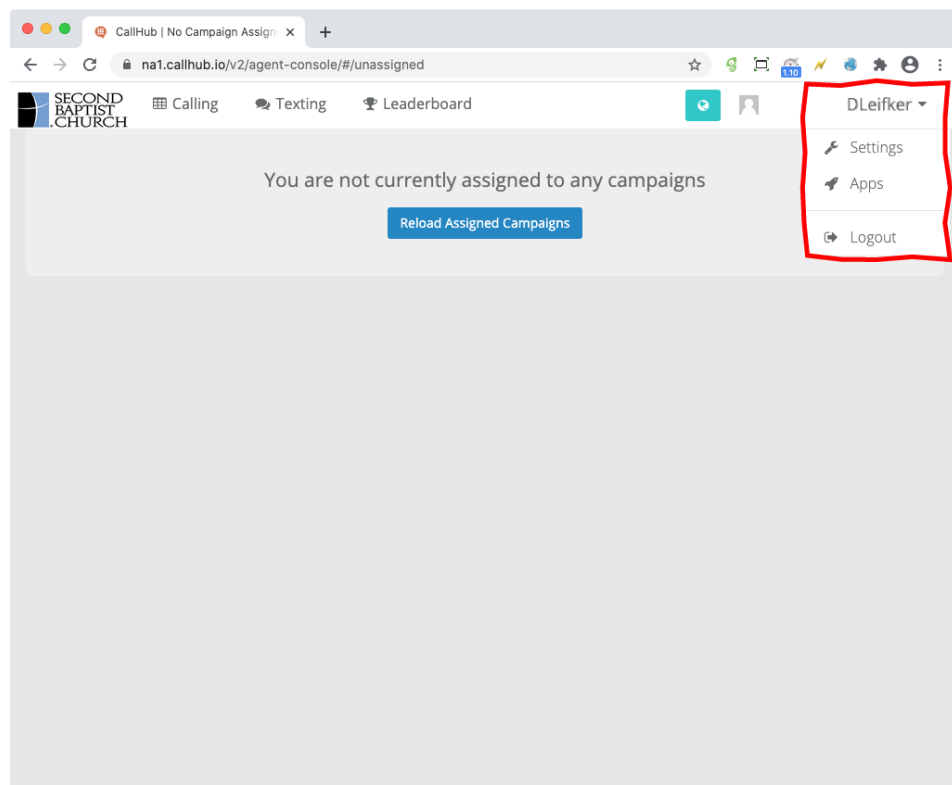 CallHub | No Campaign Assign
na1.callhub.io/v2/agent-console/#/unassigned
1.10
SECOND
BAPTIST
.CHURCH
Calling
Texting
Leaderboard
DLeifker
Settings
Apps
Logout
You are not currently assigned to any campaigns
Reload Assigned Campaigns